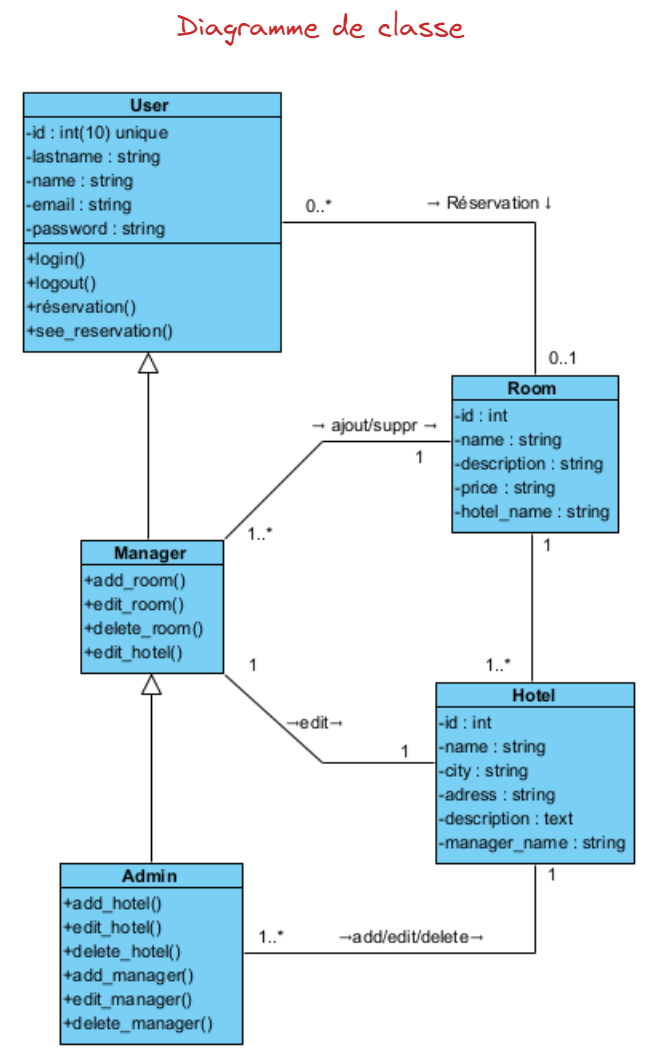 Diagramme de classe
User
-id : int(10) unique
-lastname : string
-name : string
-email : string
-password : string
+login()
+logout()
+réservation()
+see_reservation()
0..*
→ Réservation ↓
0..1
Room
-id : int
-name : string
-description : string
-price : string
-hotel_name : string
→ ajout/suppr →
1
1..*
Manager
+add_room()
+edit_room()
+delete_room()
+edit_hotel()
1
1..*
1
→edit→
1
Hotel
-id : int
-name : string
-city : string
-adress : string
-description : text
-manager_name : string
1
Admin
+add_hotel()
+edit_hotel()
+delete_hotel()
+add_manager()
+edit_manager()
+delete_manager()
1..*
→add/edit/delete→